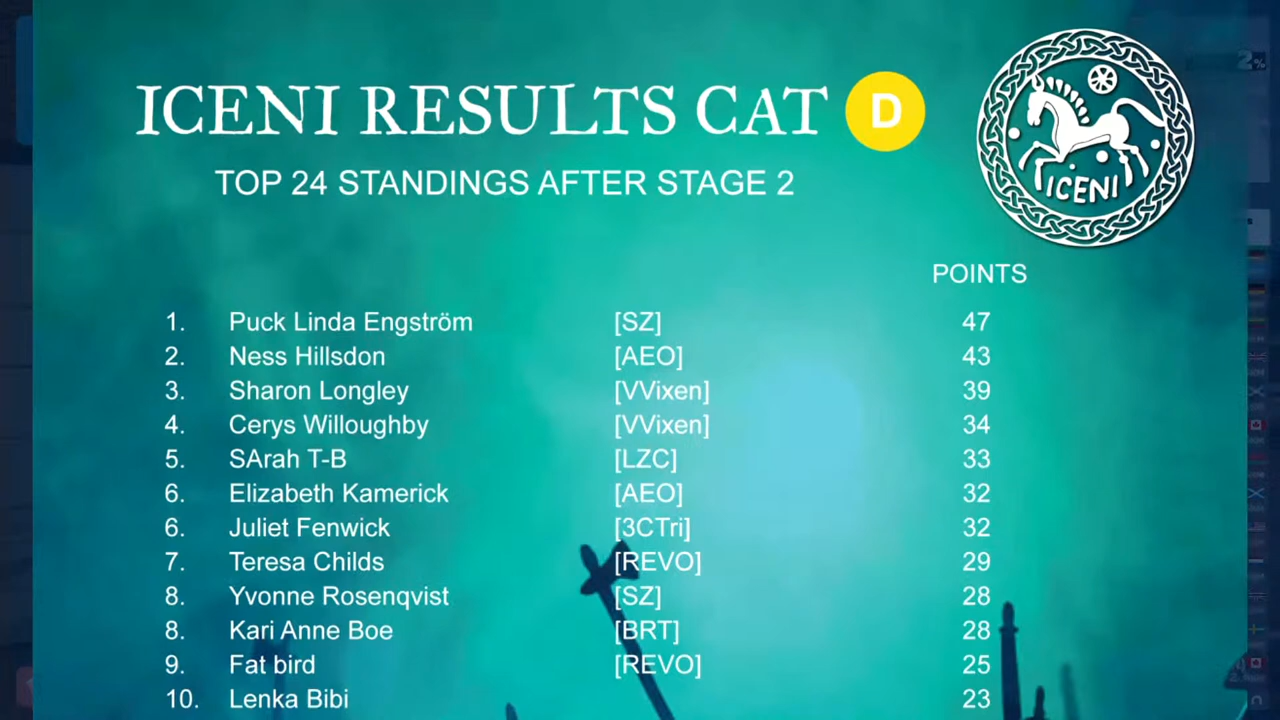 ICENI RESULTS CAT D
TOP 24 STANDINGS AFTER STAGE 2
ICENI
POINTS
1. Puck Linda Engström [SZ] 47
2. Ness Hillsdon [AEO] 43
3. Sharon Longley [VVixen] 39
4. Cerys Willoughby [VVixen] 34
5. SArah T-B [LZC] 33
6. Elizabeth Kamerick [AEO] 32
6. Juliet Fenwick [3CTri] 32
7. Teresa Childs [REVO] 29
8. Yvonne Rosenqvist [SZ] 28
8. Kari Anne Boe [BRT] 28
9. Fat bird [REVO] 25
10. Lenka Bibi 23
2%